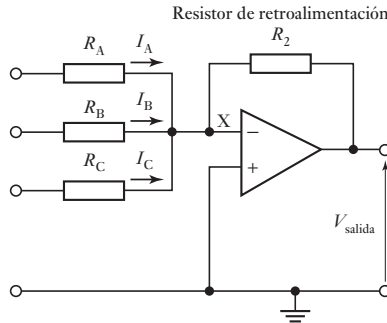 Resistor de retroalimentación
R2
RA
IA
RB
IB
X
RC
IC
−
+
Vsalida